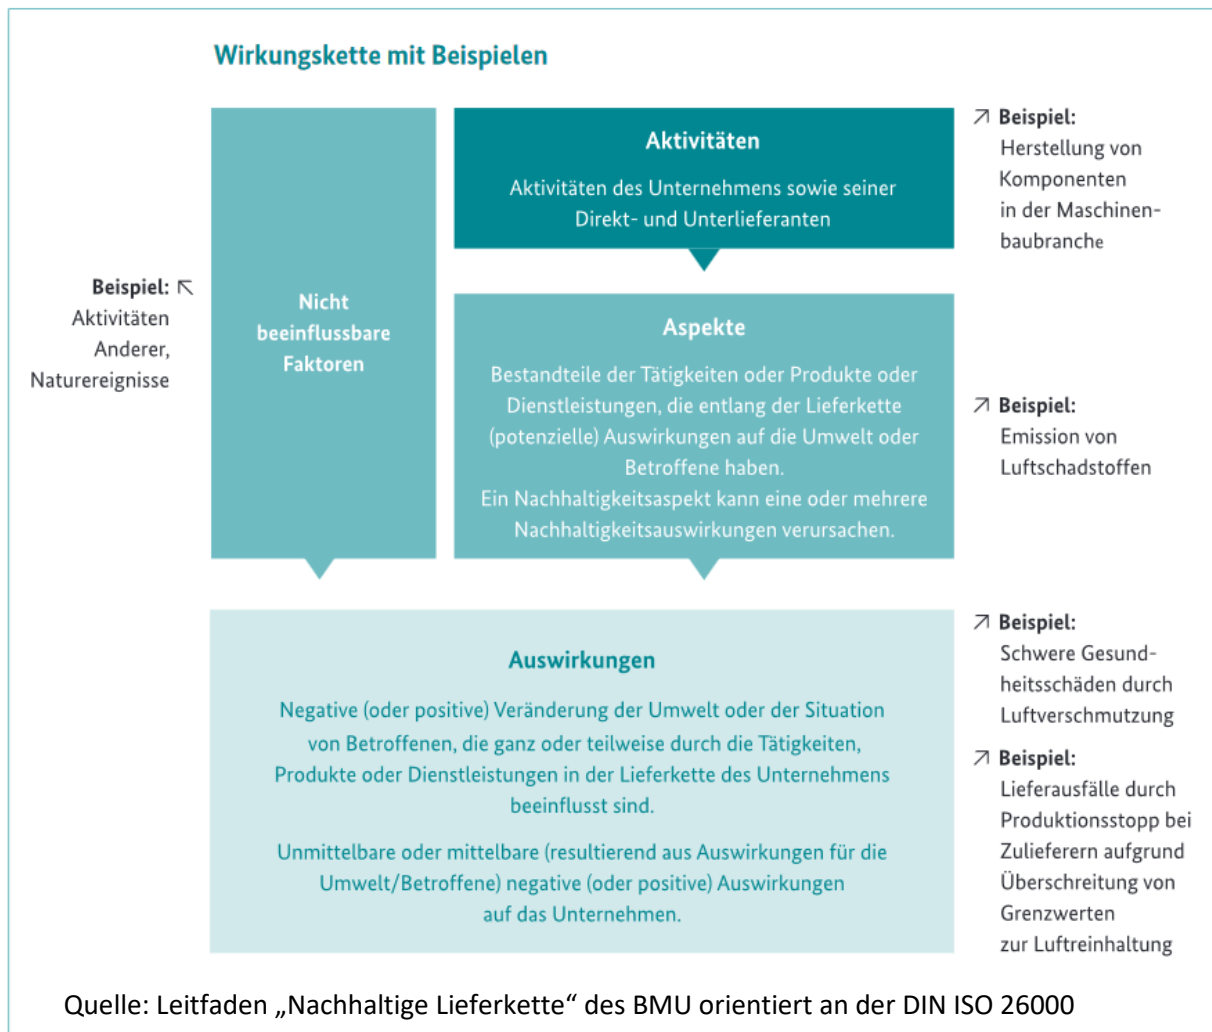 Wirkungskette mit Beispielen
Beispiel:
Aktivitäten
Anderer,
Naturereignisse
Nicht
beeinflussbare
Faktoren
Aktivitäten
Aktivitäten des Unternehmens sowie seiner
Direkt- und Unterlieferanten
Beispiel:
Herstellung von
Komponenten
in der Maschinen-
baubranche
Aspekte
Bestandteile der Tätigkeiten oder Produkte oder
Dienstleistungen, die entlang der Lieferkette
(potenzielle) Auswirkungen auf die Umwelt oder
Betroffene haben.
Ein Nachhaltigkeitsaspekt kann eine oder mehrere
Nachhaltigkeitsauswirkungen verursachen.
Beispiel:
Emission von
Luftschadstoffen
Auswirkungen
Negative (oder positive) Veränderung der Umwelt oder der Situation
von Betroffenen, die ganz oder teilweise durch die Tätigkeiten,
Produkte oder Dienstleistungen in der Lieferkette des Unternehmens
beeinflusst sind.
Unmittelbare oder mittelbare (resultierend aus Auswirkungen für die
Umwelt/Betroffene) negative (oder positive) Auswirkungen
auf das Unternehmen.
Beispiel:
Schwere Gesund-
heitsschäden durch
Luftverschmutzung
Beispiel:
Lieferausfälle durch
Produktionsstopp bei
Zulieferern aufgrund
Überschreitung von
Grenzwerten
zur Luftreinhaltung
Quelle: Leitfaden „Nachhaltige Lieferkette“ des BMU orientiert an der DIN ISO 26000